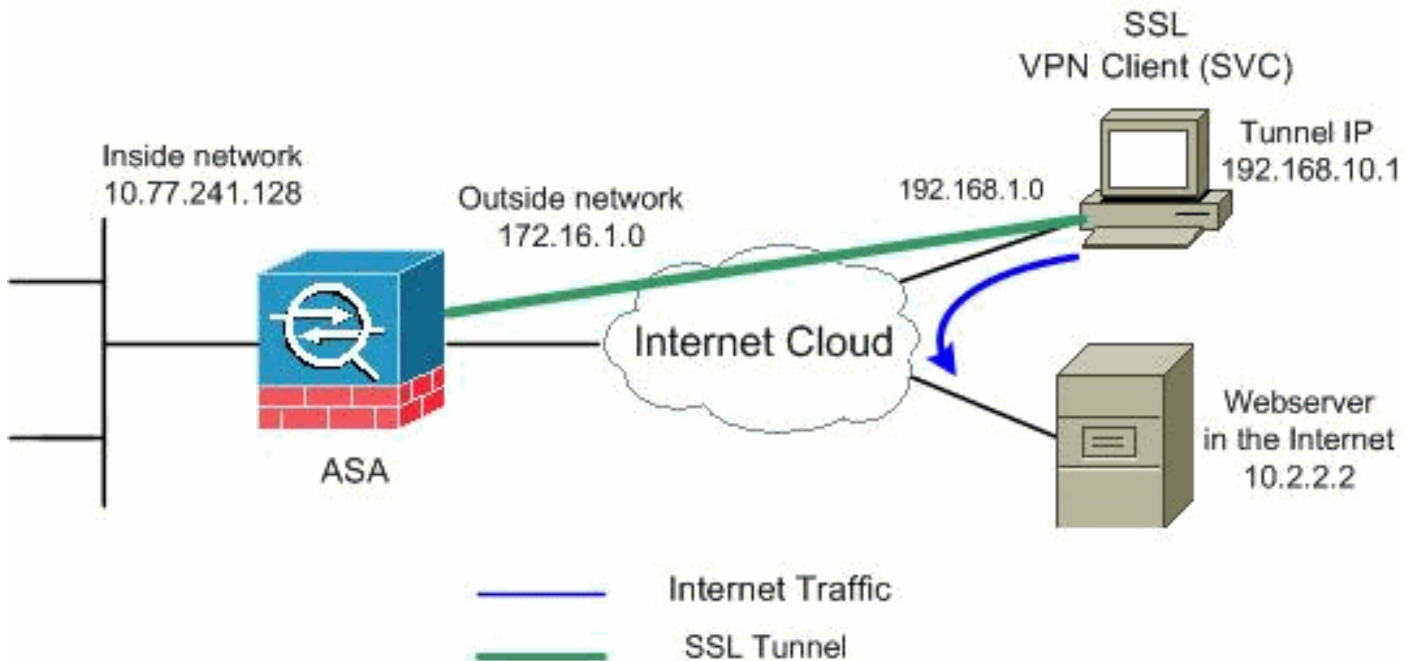 SSL
VPN Client (SVC)
Tunnel IP
192.168.10.1
Inside network
10.77.241.128
Outside network
172.16.1.0
192.168.1.0
Internet Cloud
ASA
Webserver
in the Internet
10.2.2.2
Internet Traffic
SSL Tunnel